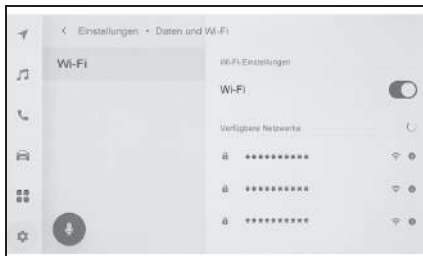 < Einstellungen • Daten und Wi-Fi
Wi-Fi
Wi-Fi-Einstellungen
Wi-Fi
Verfügbare Netzwerke
**********
**********
**********